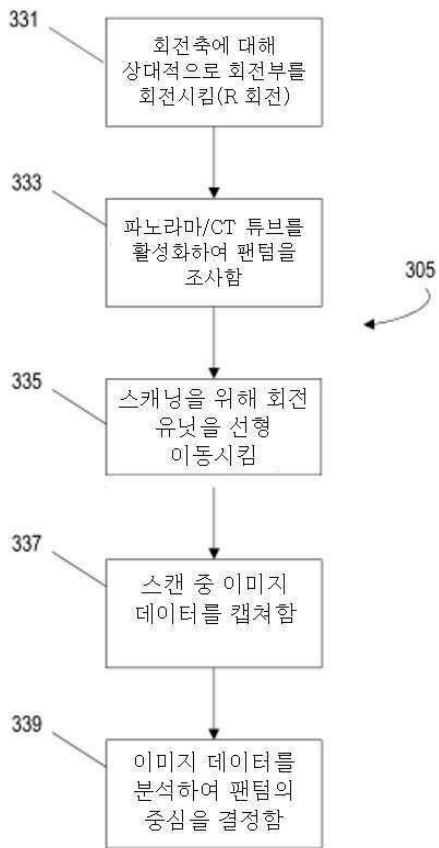 331
회전축에 대해
상대적으로 회전부를
회전시킴(R 회전)
333
파노라마/CT 튜브를
활성화하여 팬텀을
조사함
305
335
스캐닝을 위해 회전
유닛을 선형
이동시킴
337
스캔 중 이미지
데이터를 캡쳐함
339
이미지 데이터를
분석하여 팬텀의
중심을 결정함